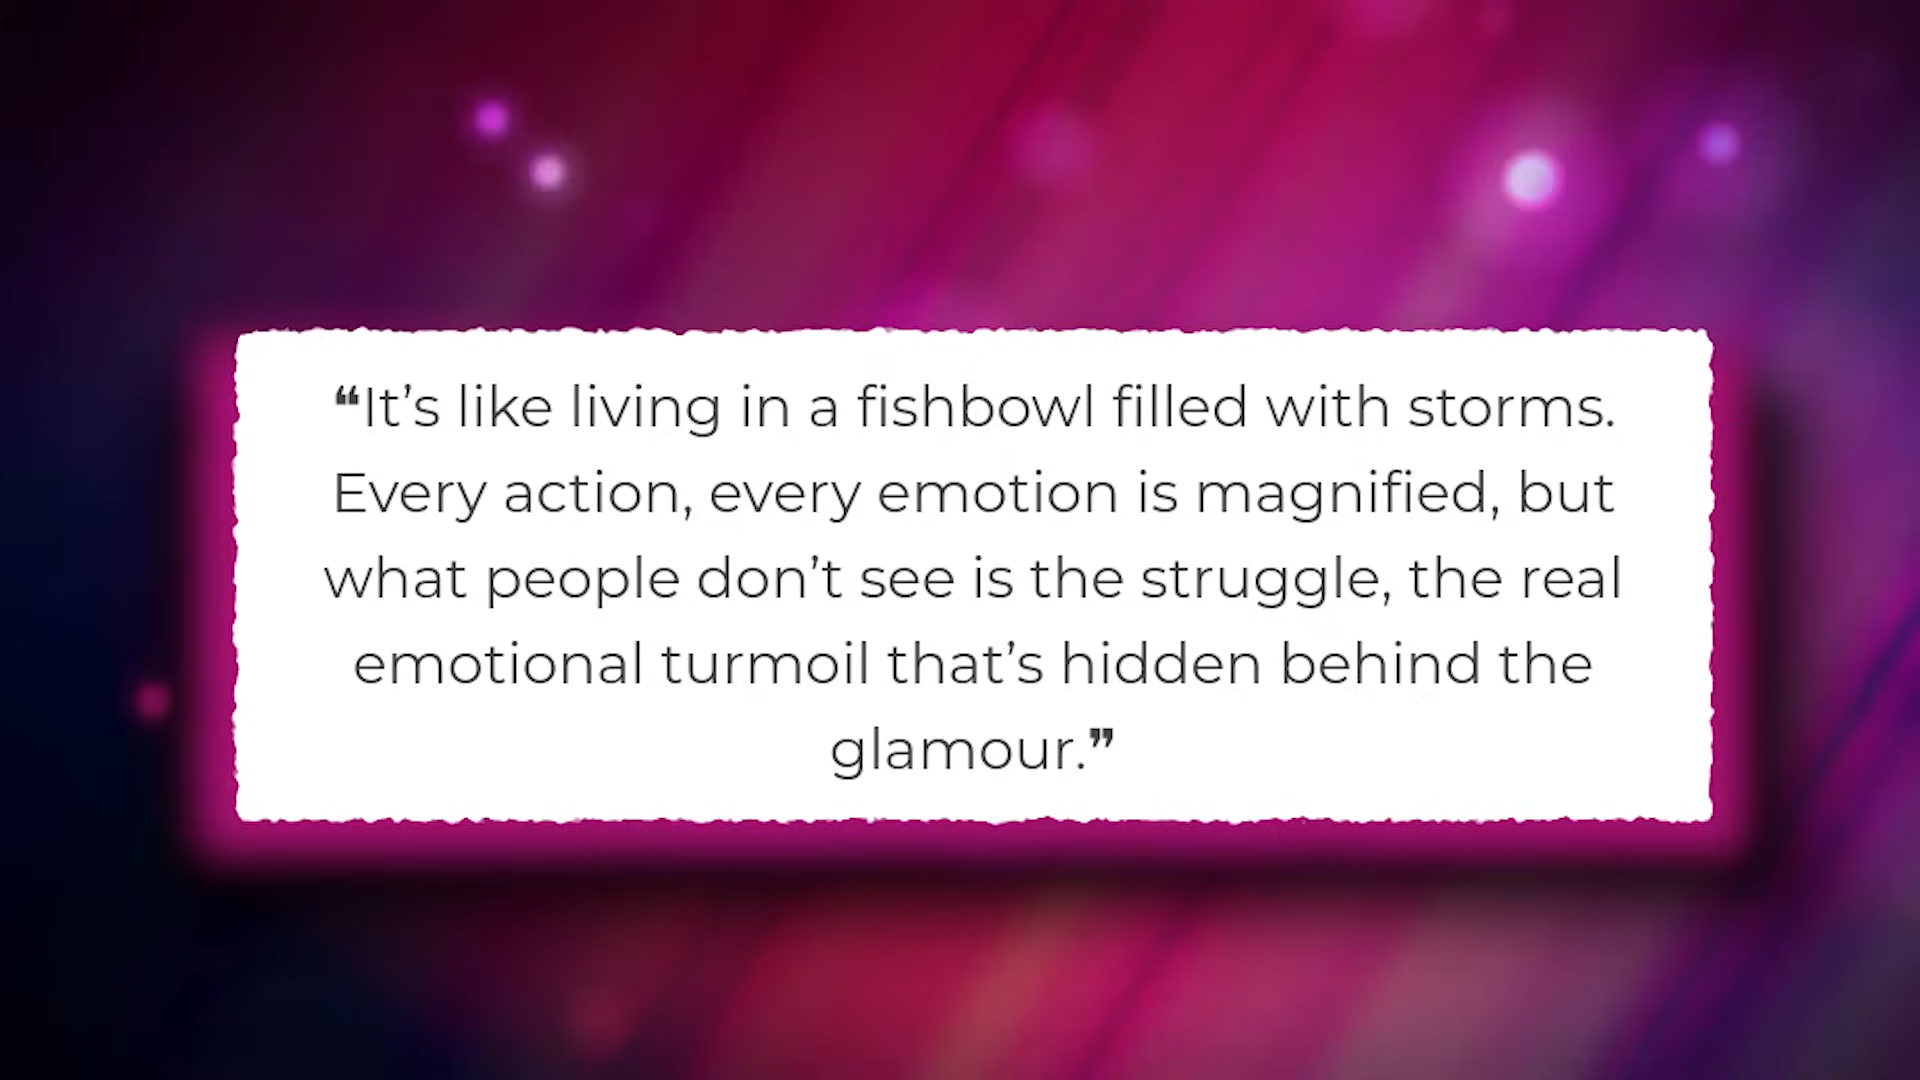 ❝It’s like living in a fishbowl filled with storms.
Every action, every emotion is magnified, but
what people don’t see is the struggle, the real
emotional turmoil that’s hidden behind the
glamour.❞